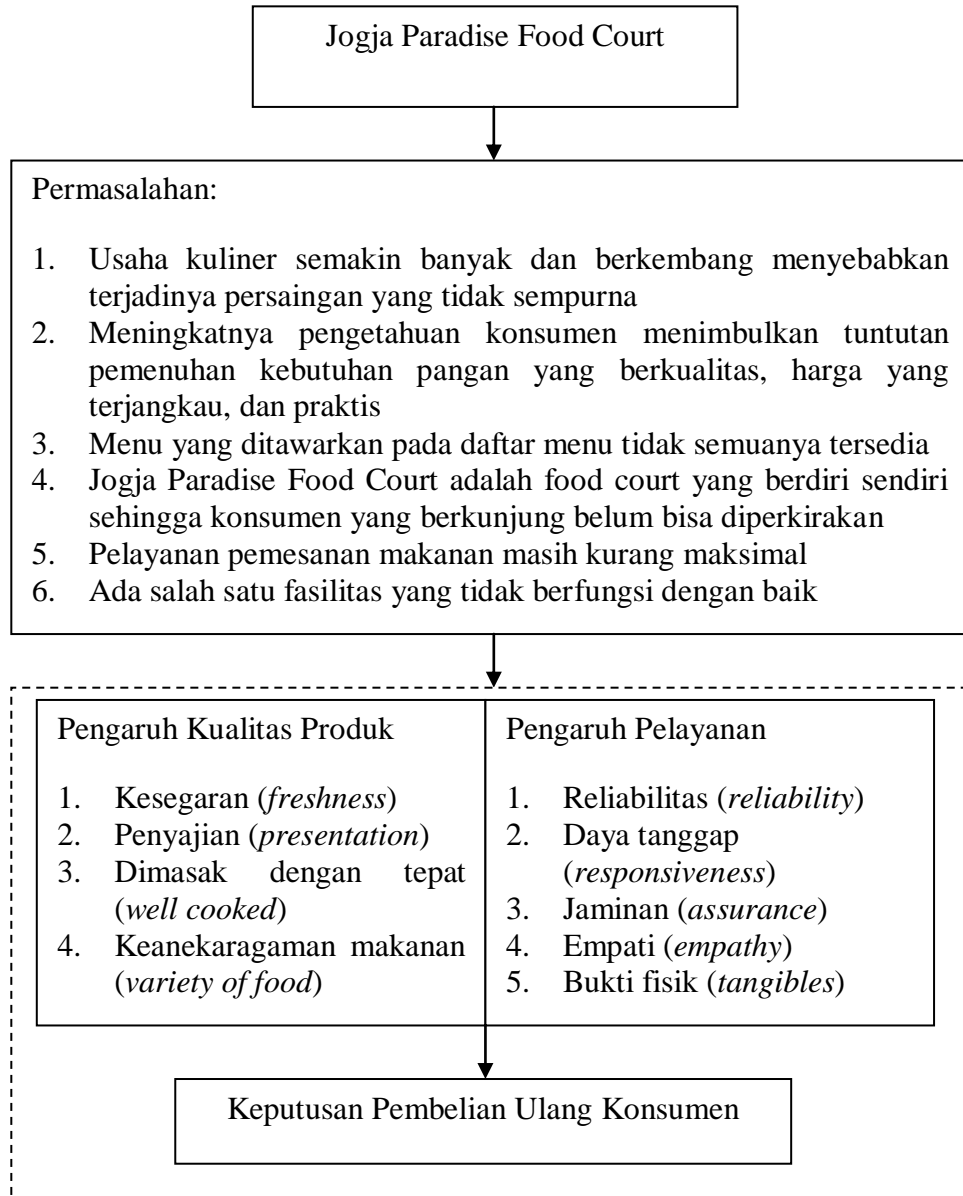 Jogja Paradise Food Court
Permasalahan:
1. Usaha kuliner semakin banyak dan berkembang menyebabkan
terjadinya persaingan yang tidak sempurna
2. Meningkatnya pengetahuan konsumen menimbulkan tuntutan
pemenuhan kebutuhan pangan yang berkualitas, harga yang
terjangkau, dan praktis
3. Menu yang ditawarkan pada daftar menu tidak semuanya tersedia
4. Jogja Paradise Food Court adalah food court yang berdiri sendiri
sehingga konsumen yang berkunjung belum bisa diperkirakan
5. Pelayanan pemesanan makanan masih kurang maksimal
6. Ada salah satu fasilitas yang tidak berfungsi dengan baik
Pengaruh Kualitas Produk
1. Kesegaran (freshness)
2. Penyajian (presentation)
3. Dimasak dengan tepat
(well cooked)
4. Keanekaragaman makanan
(variety of food)
Pengaruh Pelayanan
1. Reliabilitas (reliability)
2. Daya tanggap
(responsiveness)
3. Jaminan (assurance)
4. Empati (empathy)
5. Bukti fisik (tangibles)
Keputusan Pembelian Ulang Konsumen